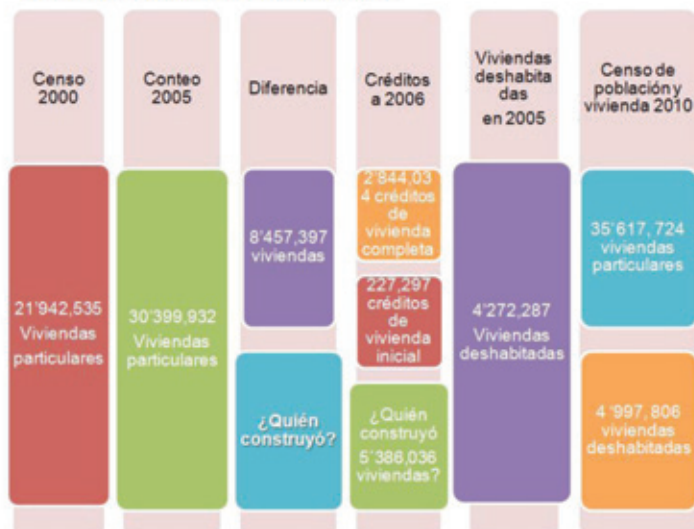 Censo
2000
Conteo
2005
Diferencia
Créditos
a 2006
Viviendas
deshabita
das
en 2005
Censo de
población y
vivienda 2010
21'942,535
Viviendas
particulares
30'399,932
Viviendas
particulares
8'457,397
viviendas
¿Quién
construyó?
2'844,03
4 créditos
de
vivienda
completa
227,297
créditos
de
vivienda
inicial
¿Quién
construyó
5'386,036
viviendas?
4'272,287
Viviendas
deshabitadas
35'617, 724
viviendas
particulares
4 '997, 806
viviendas
deshabitadas